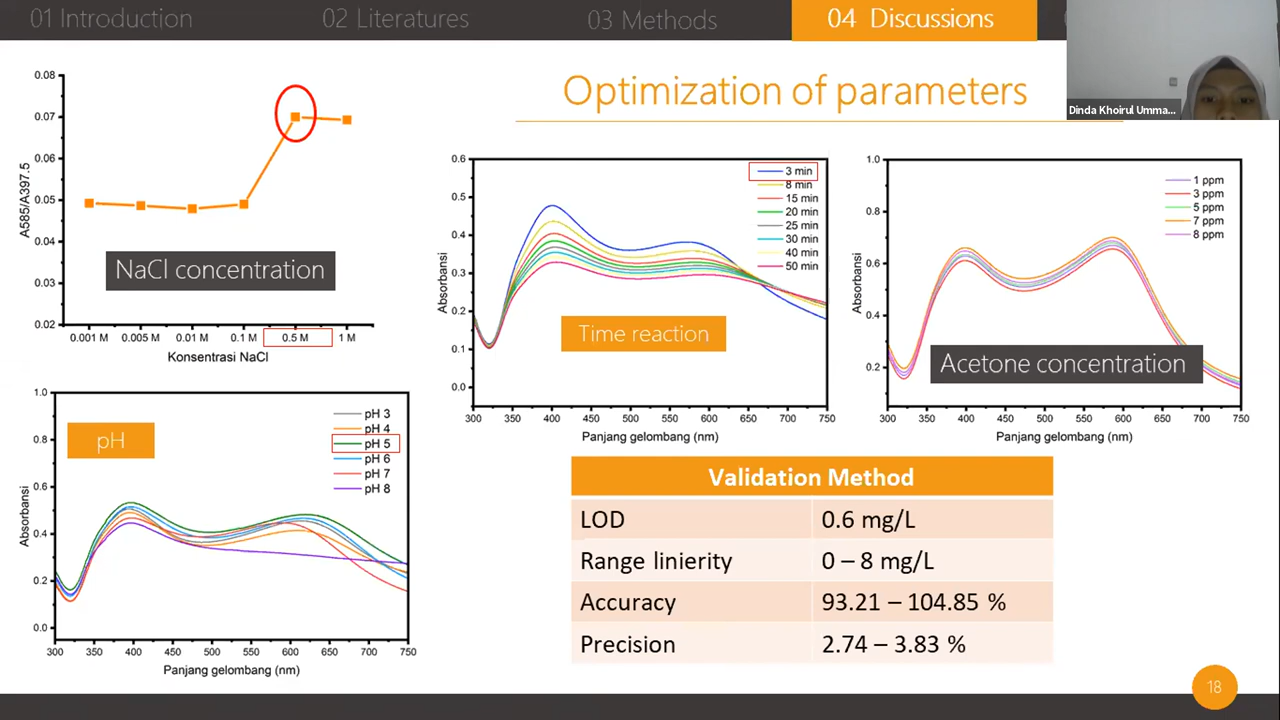 01 Introduction
02 Literatures
03 Methods
04 Discussions
Optimization of parameters
Dinda Khoirul Umma...
0.08
0.07
0.06
0.05
0.04
0.03
0.02
A585/A397.5
NaCl concentration
0.001 M
0.005 M
0.01 M
0.1 M
0.5 M
1 M
Konsentrasi NaCl
0.6
0.5
0.4
0.3
0.2
0.1
0.0
Absorbansi
3 min
8 min
15 min
20 min
25 min
30 min
40 min
50 min
Time reaction
300 350 400 450 500 550 600 650 700 750
Panjang gelombang (nm)
1.0
0.8
0.6
0.4
0.2
Absorbansi
1 ppm
3 ppm
5 ppm
7 ppm
8 ppm
Acetone concentration
300 350 400 450 500 550 600 650 700 750
Panjang gelombang (nm)
1.0
0.8
0.6
0.4
0.2
0.0
Absorbansi
pH
pH 3
pH 4
pH 5
pH 6
pH 7
pH 8
300 350 400 450 500 550 600 650 700 750
Panjang gelombang (nm)
Validation Method
LOD 0.6 mg/L
Range linierity 0 – 8 mg/L
Accuracy 93.21 – 104.85 %
Precision 2.74 – 3.83 %
18